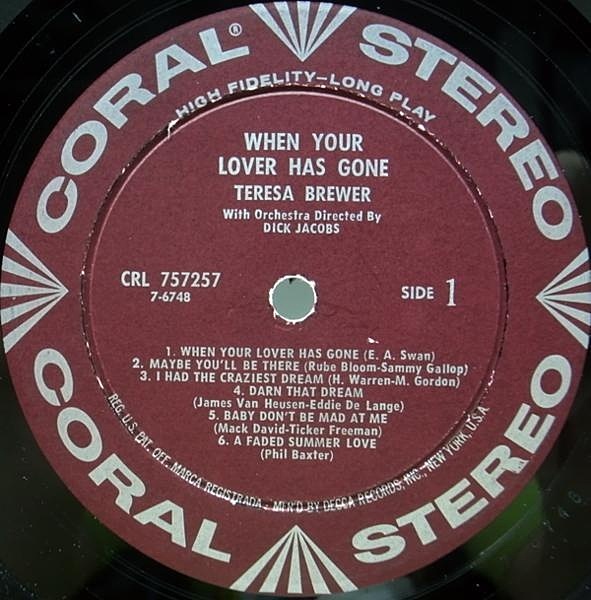 CORAL® STEREO
HIGH FIDELITY—LONG PLAY
WHEN YOUR
LOVER HAS GONE
TERESA BREWER
With Orchestra Directed By
DICK JACOBS
CRL 757257
7-6748
SIDE 1
1. WHEN YOUR LOVER HAS GONE (E. A. Swan)
2. MAYBE YOU'LL BE THERE (Rube Bloom-Sammy Gallop)
3. I HAD THE CRAZIEST DREAM (H. Warren-M. Gordon)
4. DARN THAT DREAM
(James Van Heusen-Eddie De Lange)
5. BABY DON'T BE MAD AT ME
(Mack David-Ticker Freeman)
6. A FADED SUMMER LOVE
(Phil Baxter)
REG. U.S. PAT. OFF. MARCA REGISTRADA - MFR'D BY DECCA RECORDS, INC., NEW YORK, U.S.A.
CORAL STEREO